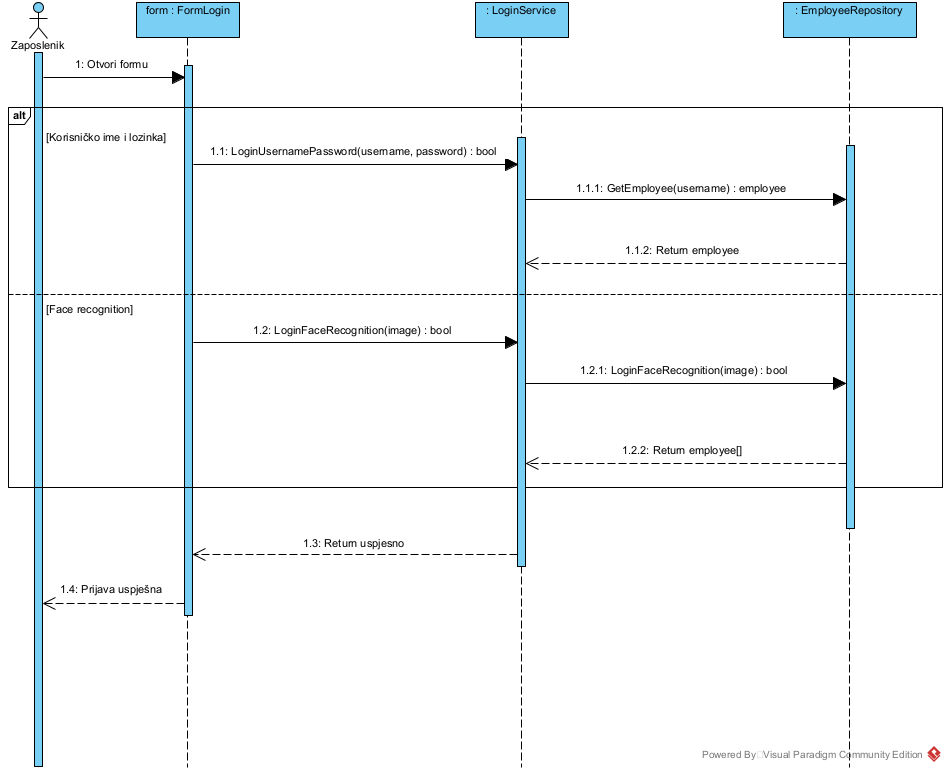 form : FormLogin
: LoginService
: EmployeeRepository
Zaposlenik
1: Otvori formu
alt
[Korisničko ime i lozinka]
1.1: LoginUsernamePassword(username, password) : bool
1.1.1: GetEmployee(username) : employee
1.1.2: Return employee
[Face recognition]
1.2: LoginFaceRecognition(image) : bool
1.2.1: LoginFaceRecognition(image) : bool
1.2.2: Return employee[]
1.3: Return uspjesno
1.4: Prijava uspješna
Powered By Visual Paradigm Community Edition